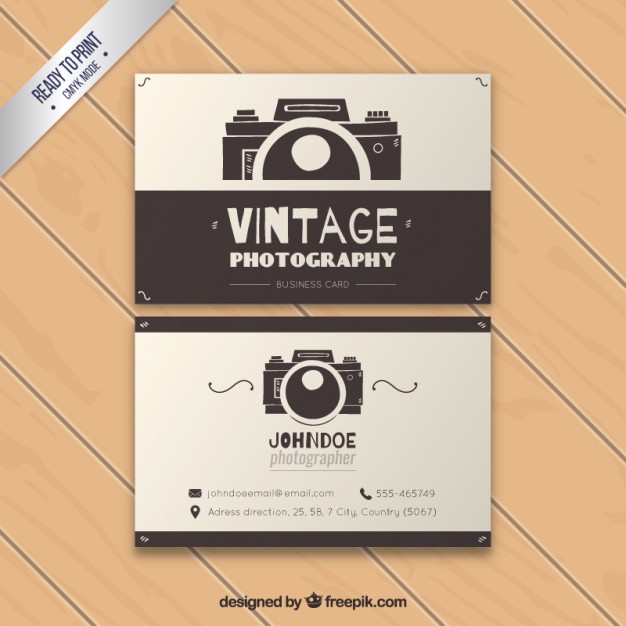 READY TO PRINT
CMYK MODE
VINTAGE
PHOTOGRAPHY
BUSINESS CARD
JOHNDOE
photographer
johndoeemail@email.com 555-465749
Adress direction, 25, 5B, 7 City, Country (5067)
designed by freepik.com